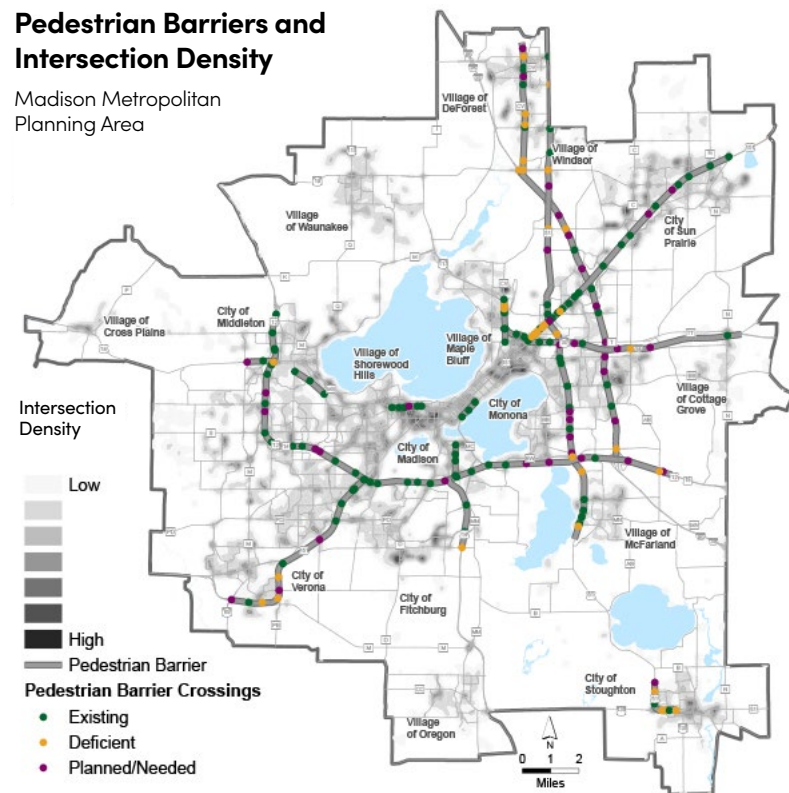 Pedestrian Barriers and
Intersection Density
Madison Metropolitan
Planning Area
Village of
DeForest
Village of
Windsor
Village
of Waunakee
City
of Sun
Prairie
Village of
Cross Plains
City of
Middleton
Village of
Maple
Bluff
Village of
Shorewood
Hills
Village
of Cottage
Grove
City of
Monona
City of
Madison
Village of
McFarland
City of
Verona
City of
Fitchburg
City of
Stoughton
Village
of Oregon
Intersection
Density
Low
High
Pedestrian Barrier
Pedestrian Barrier Crossings
Existing
Deficient
Planned/Needed
N
0 1 2
Miles